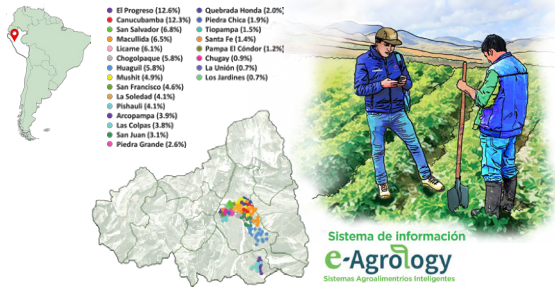 El Progreso (12.6%)
Canucubamba (12.3%)
San Salvador (6.8%)
Macullida (6.5%)
Licame (6.1%)
Chogolpaque (5.8%)
Huaguil (5.8%)
Mushit (4.9%)
San Francisco (4.6%)
La Soledad (4.1%)
Pishauli (4.1%)
Arcopampa (3.9%)
Las Colpas (3.8%)
San Juan (3.1%)
Piedra Grande (2.6%)
Quebrada Honda (2.0%)
Piedra Chica (1.9%)
Tiopampa (1.5%)
Santa Fe (1.4%)
Pampa El Cóndor (1.2%)
Chugay (0.9%)
La Unión (0.7%)
Los Jardines (0.7%)
Sistema de información
e-Agrology
Sistemas Agroalimentrios Inteligentes